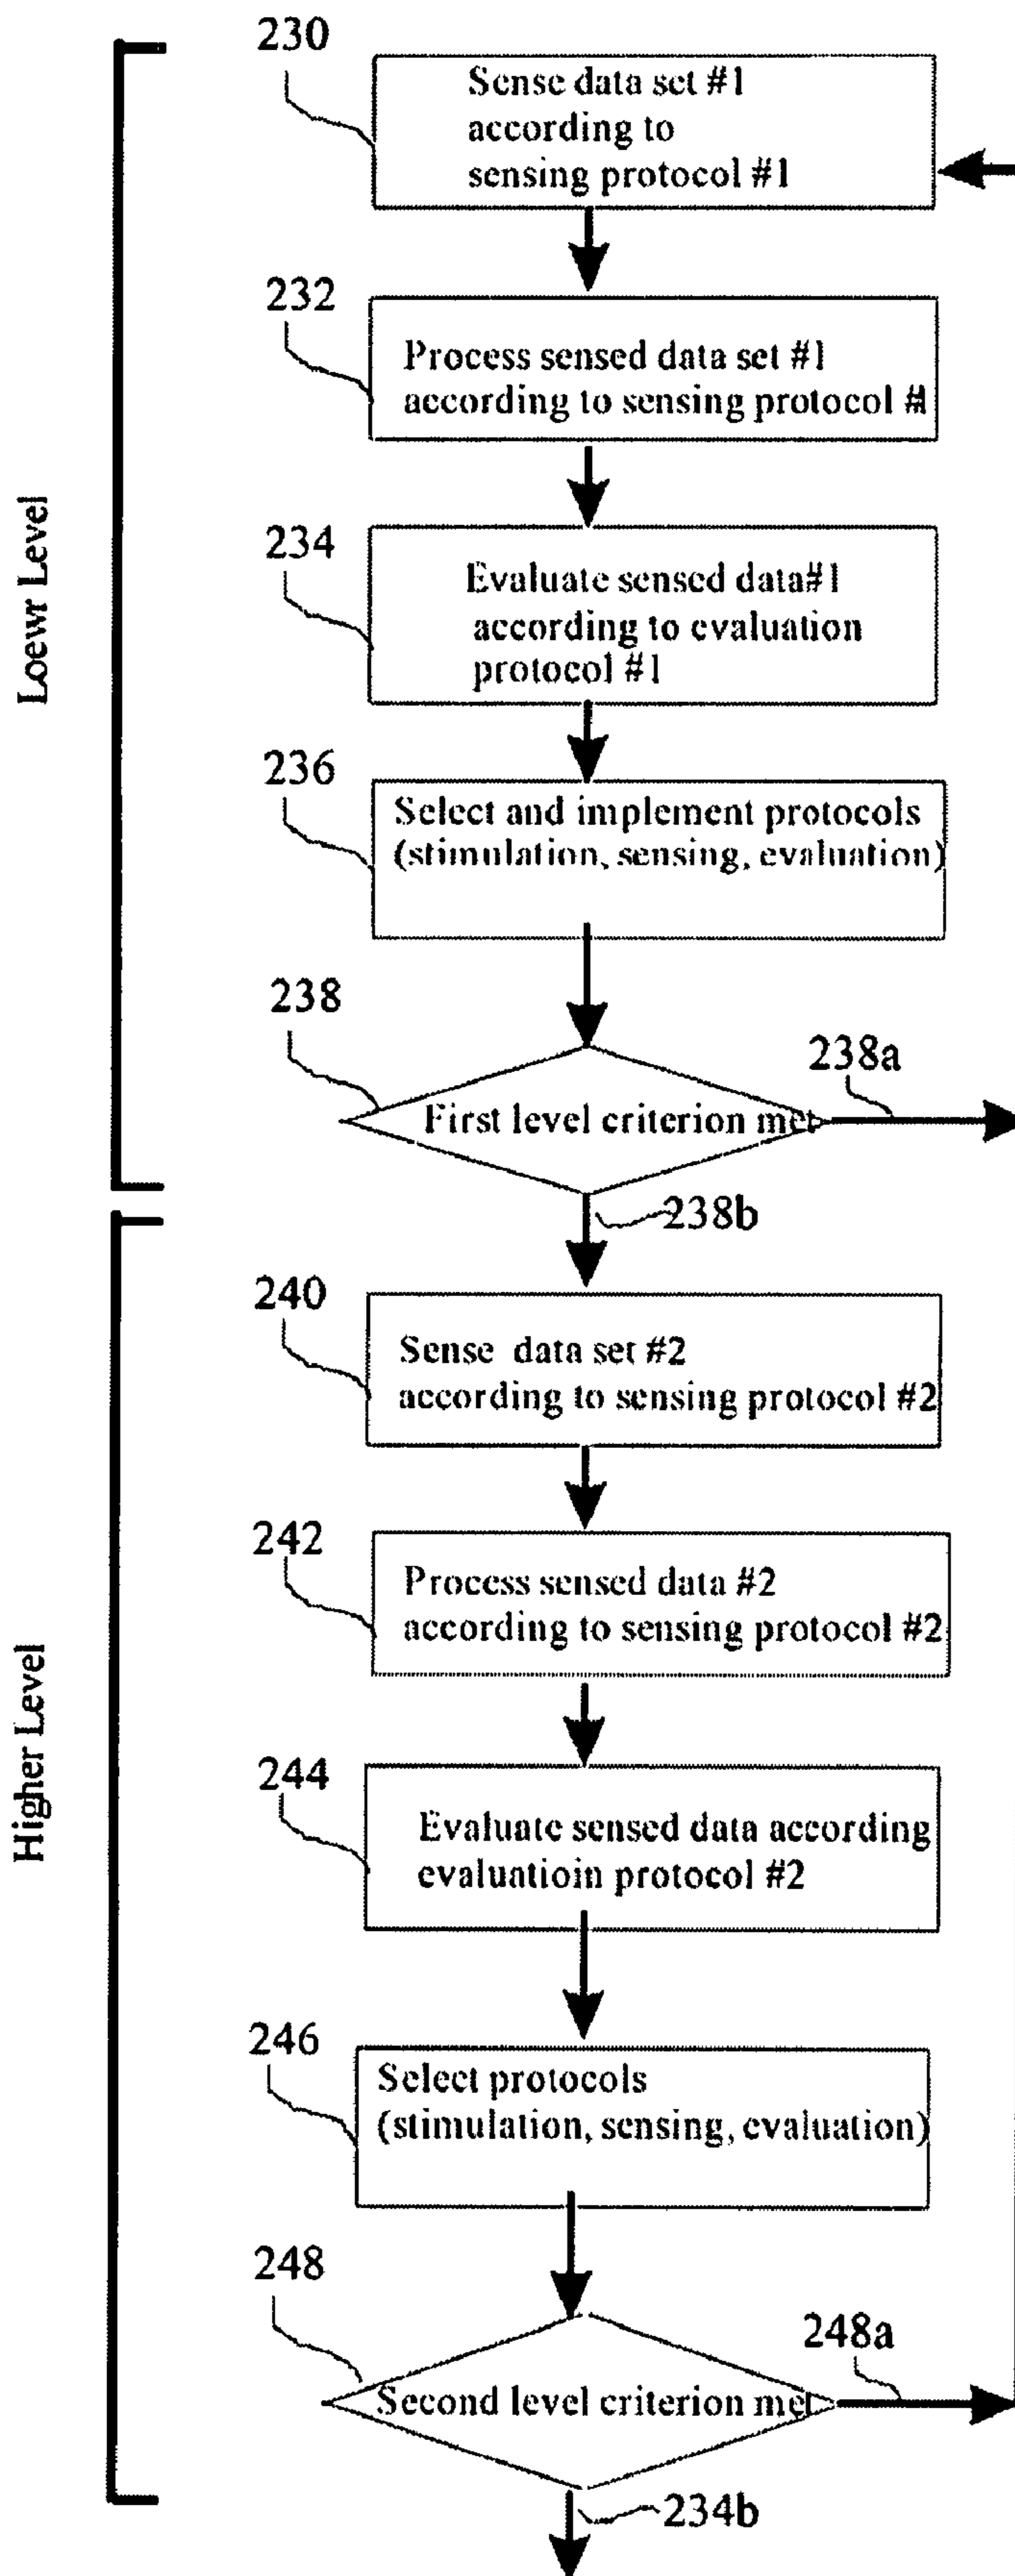 230
Sense data set #1
according to
sensing protocol #1
232
Process sensed data set #1
according to sensing protocol #1
234
Evaluate sensed data#1
according to evaluation
protocol #1
236
Select and implement protocols
(stimulation, sensing, evaluation)
238
238a
First level criterion met
238b
Loewr Level
240
Sense data set #2
according to sensing protocol #2
242
Process sensed data #2
according to sensing protocol #2
244
Evaluate sensed data according
evaluatioin protocol #2
246
Select protocols
(stimulation, sensing, evaluation)
248
248a
Second level criterion met
234b
Higher Level